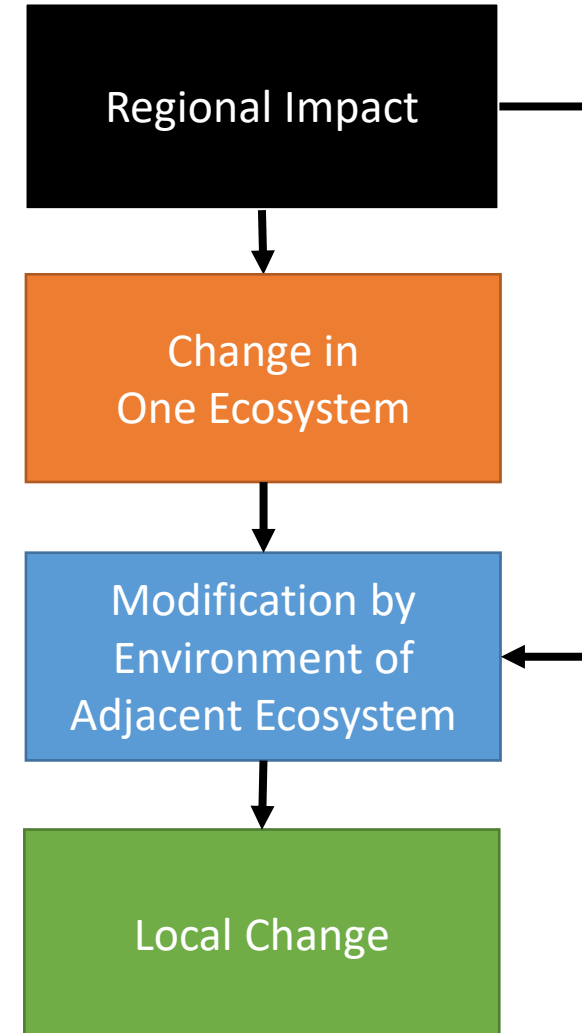 Regional Impact
Change in
One Ecosystem
Modification by
Environment of
Adjacent Ecosystem
Local Change